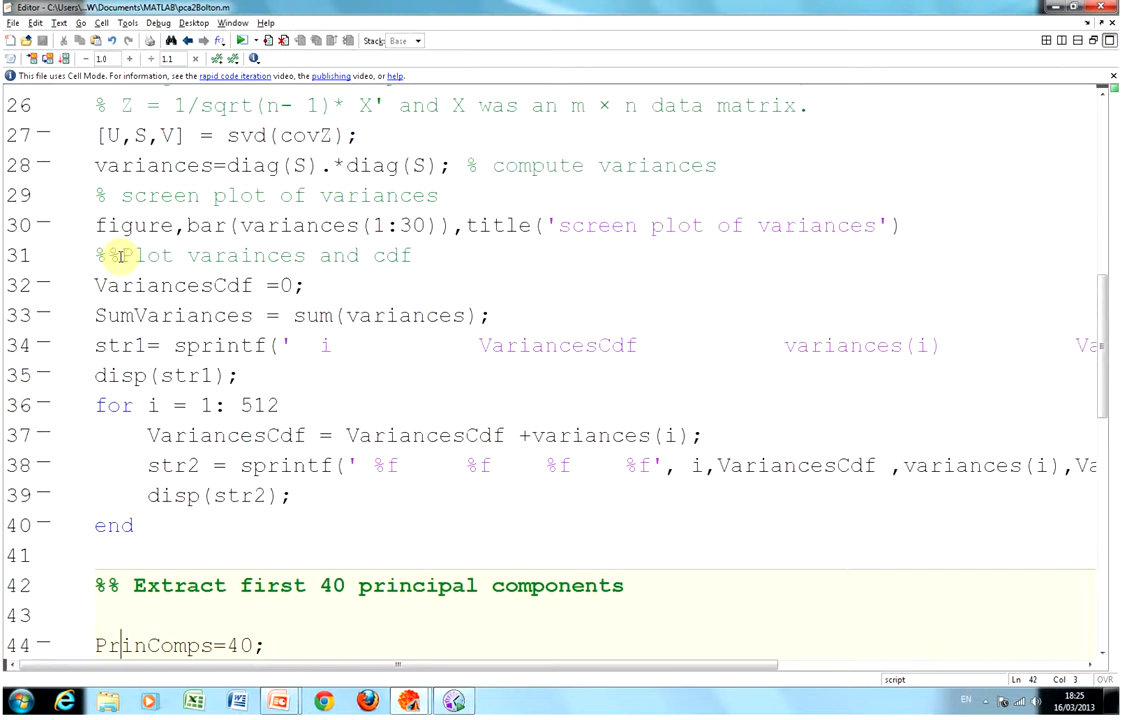 Editor - C:\Users\...W\Documents\MATLAB\pca2Bolton.m
File Edit Text Go Cell Tools Debug Desktop Window Help
Stack: Base
1.0 1.1
This file uses Cell Mode. For information, see the rapid code iteration video, the publishing video, or help.
26 % Z = 1/sqrt(n- 1)* X' and X was an m × n data matrix.
27 [U,S,V] = svd(covZ);
28 variances=diag(S).*diag(S); % compute variances
29 % screen plot of variances
30 figure,bar(variances(1:30)),title('screen plot of variances')
31 %%Plot varainces and cdf
32 VariancesCdf =0;
33 SumVariances = sum(variances);
34 str1= sprintf(' i VariancesCdf variances(i) Va
35 disp(str1);
36 for i = 1: 512
37 VariancesCdf = VariancesCdf +variances(i);
38 str2 = sprintf(' %f %f %f %f', i,VariancesCdf ,variances(i),Va
39 disp(str2);
40 end
41
42 %% Extract first 40 principal components
43
44 PrinComps=40;
script Ln 42 Col 3 OVR
EN 18:25
16/03/2013